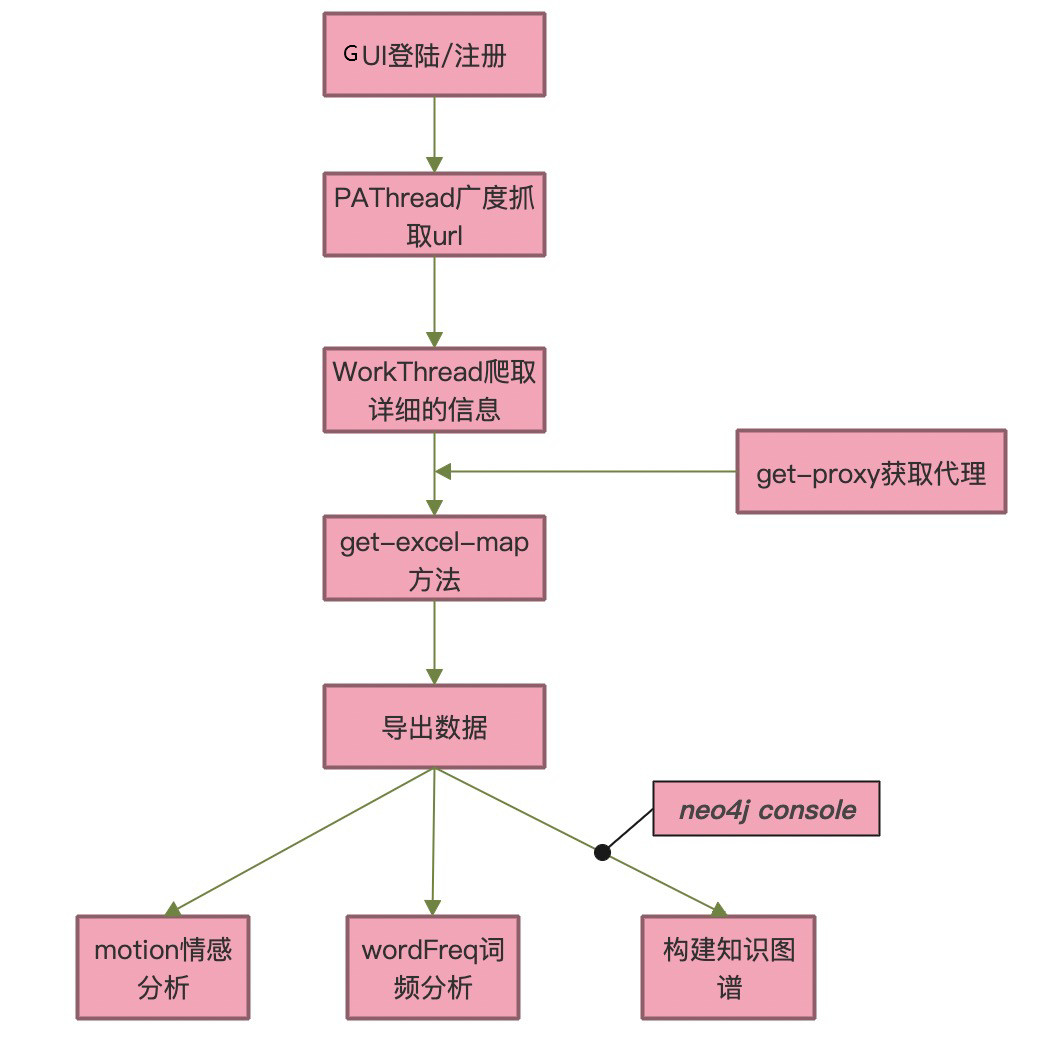 GUI登陆/注册
PAThread广度抓
取url
WorkThread爬取
详细的信息
get-proxy获取代理
get-excel-map
方法
导出数据
neo4j console
motion情感
分析
wordFreq词
频分析
构建知识图
谱